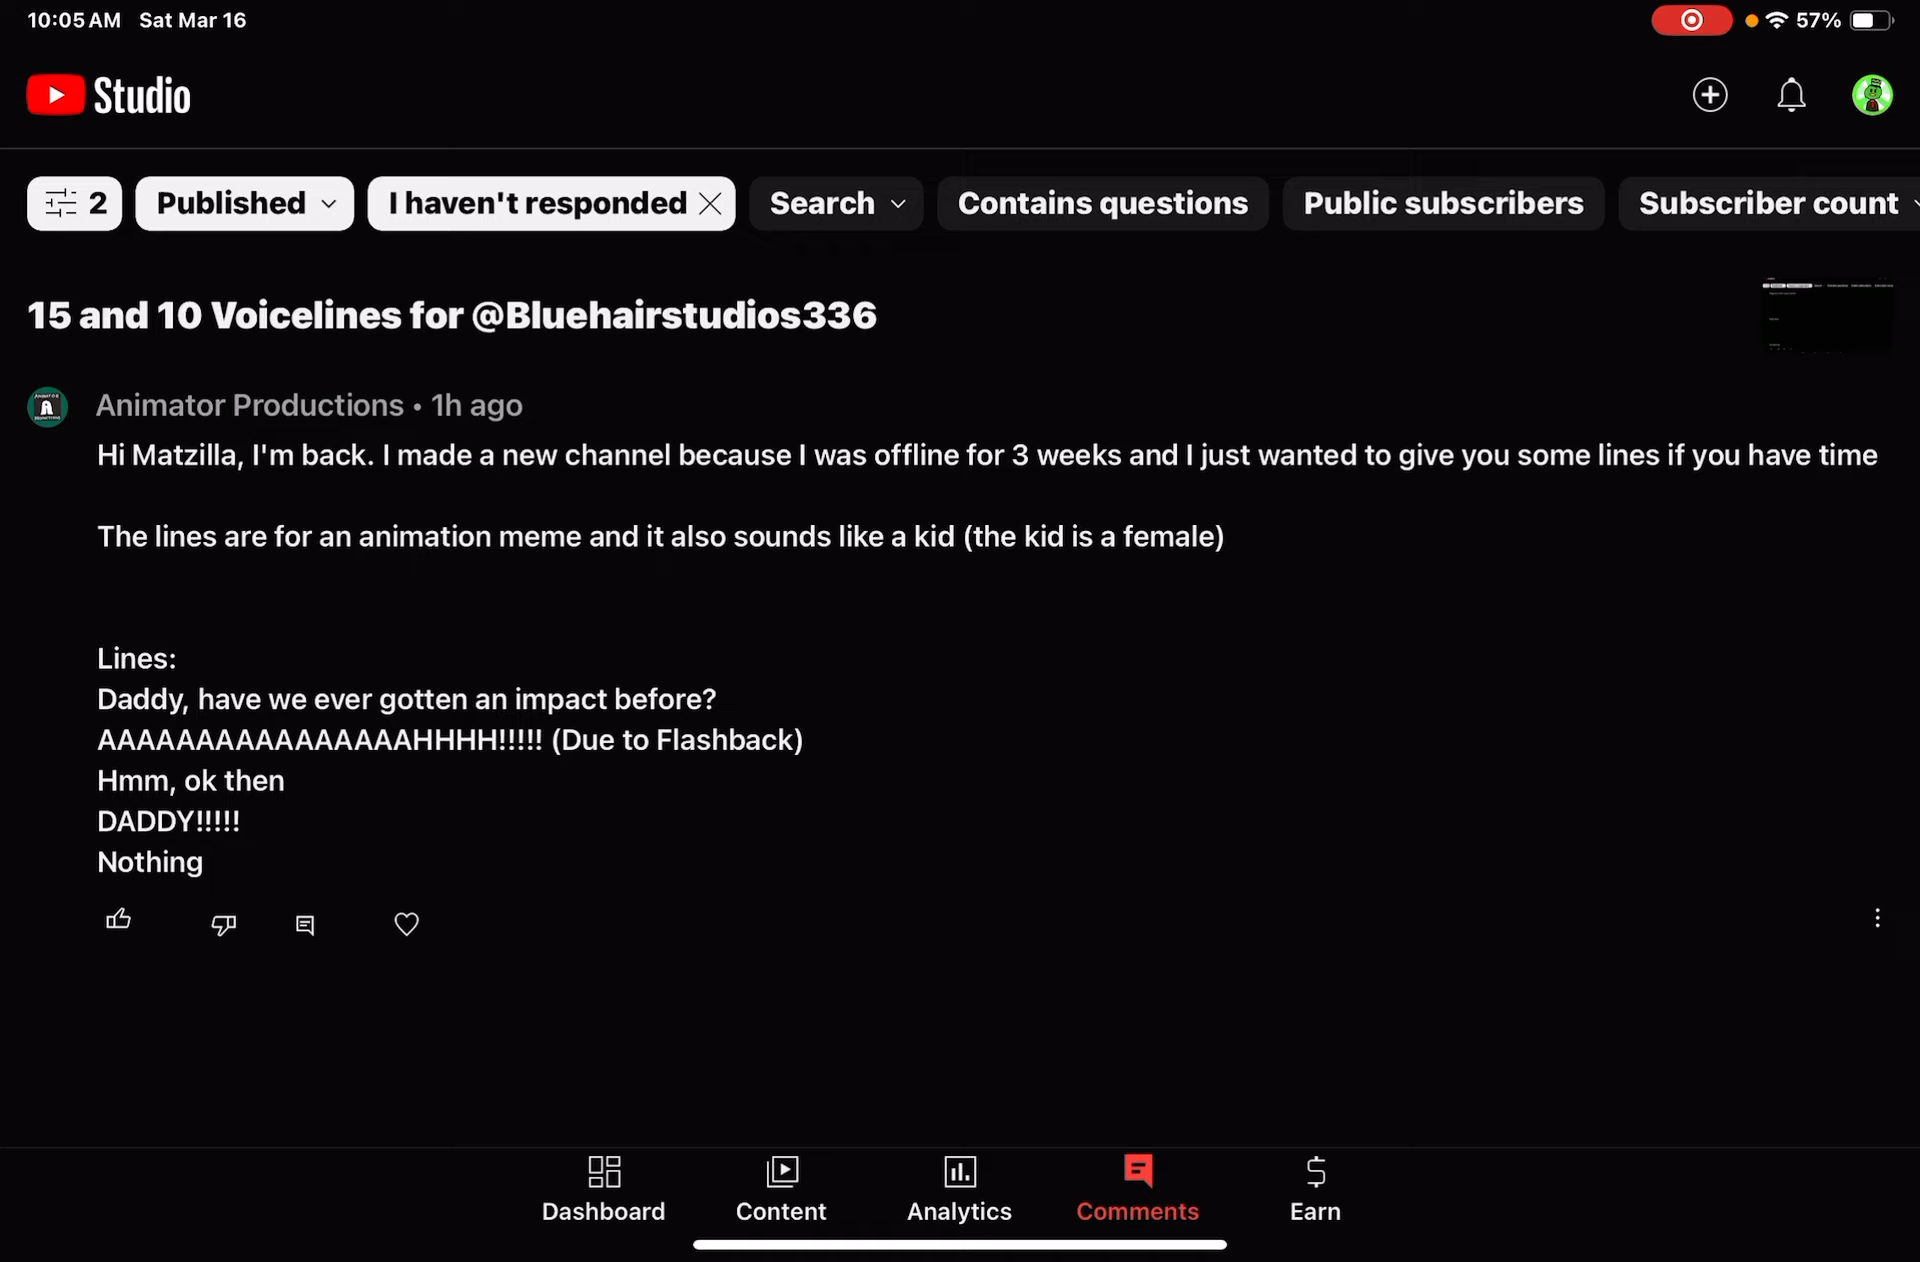 10:05 AM Sat Mar 16
57%
Studio
2 Published I haven't responded Search Contains questions Public subscribers Subscriber count
15 and 10 Voicelines for @Bluehairstudios336
Animator Productions • 1h ago
Hi Matzilla, I'm back. I made a new channel because I was offline for 3 weeks and I just wanted to give you some lines if you have time
The lines are for an animation meme and it also sounds like a kid (the kid is a female)
Lines:
Daddy, have we ever gotten an impact before?
AAAAAAAAAAAAAAAAHHHH!!!!! (Due to Flashback)
Hmm, ok then
DADDY!!!!!
Nothing
Dashboard Content Analytics Comments Earn